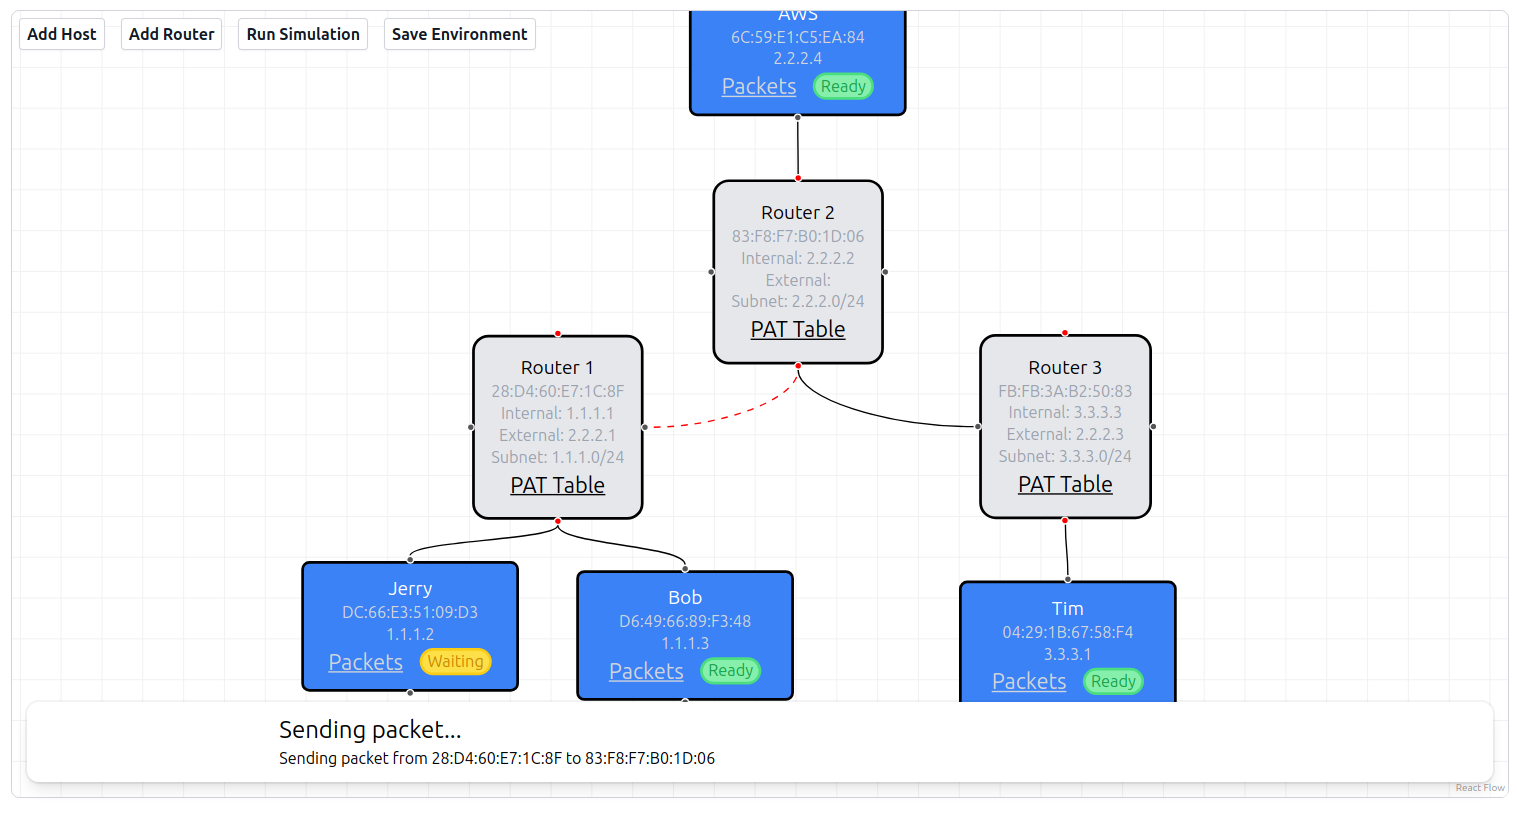 Add Host
Add Router
Run Simulation
Save Environment
AWS
6C:59:E1:C5:EA:84
2.2.2.4
Packets Ready
Router 2
83:F8:F7:B0:1D:06
Internal: 2.2.2.2
External:
Subnet: 2.2.2.0/24
PAT Table
Router 1
28:D4:60:E7:1C:8F
Internal: 1.1.1.1
External: 2.2.2.1
Subnet: 1.1.1.0/24
PAT Table
Router 3
FB:FB:3A:B2:50:83
Internal: 3.3.3.3
External: 2.2.2.3
Subnet: 3.3.3.0/24
PAT Table
Jerry
DC:66:E3:51:09:D3
1.1.1.2
Packets Waiting
Bob
D6:49:66:89:F3:48
1.1.1.3
Packets Ready
Tim
04:29:1B:67:58:F4
3.3.3.1
Packets Ready
Sending packet...
Sending packet from 28:D4:60:E7:1C:8F to 83:F8:F7:B0:1D:06
React Flow